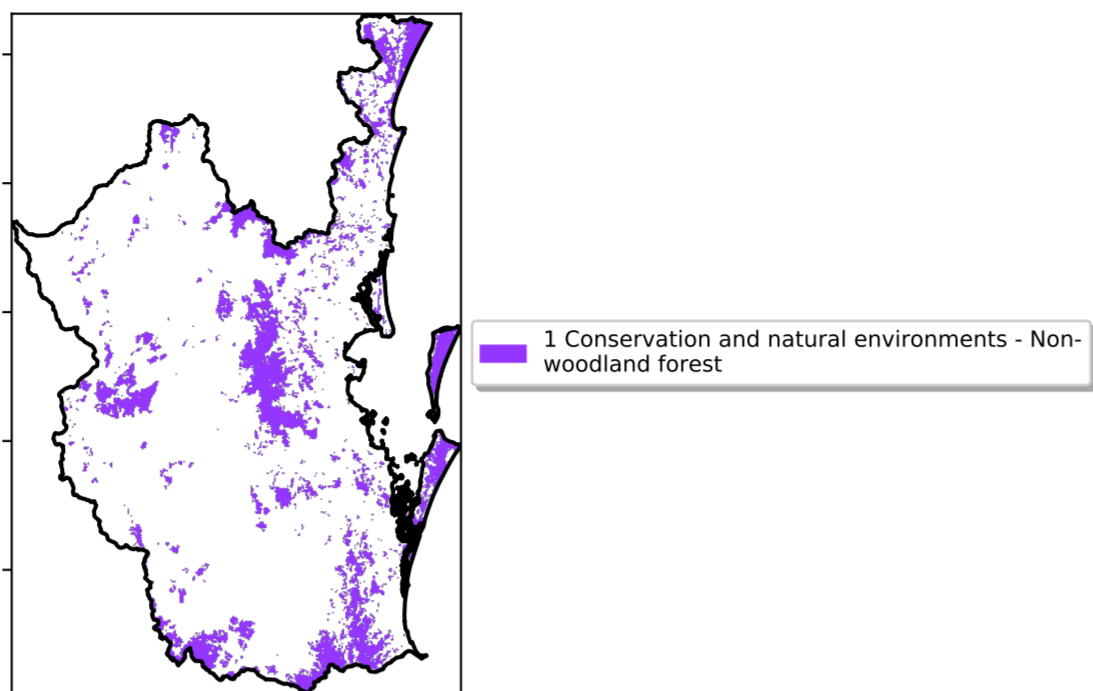 1 Conservation and natural environments - Non-
woodland forest